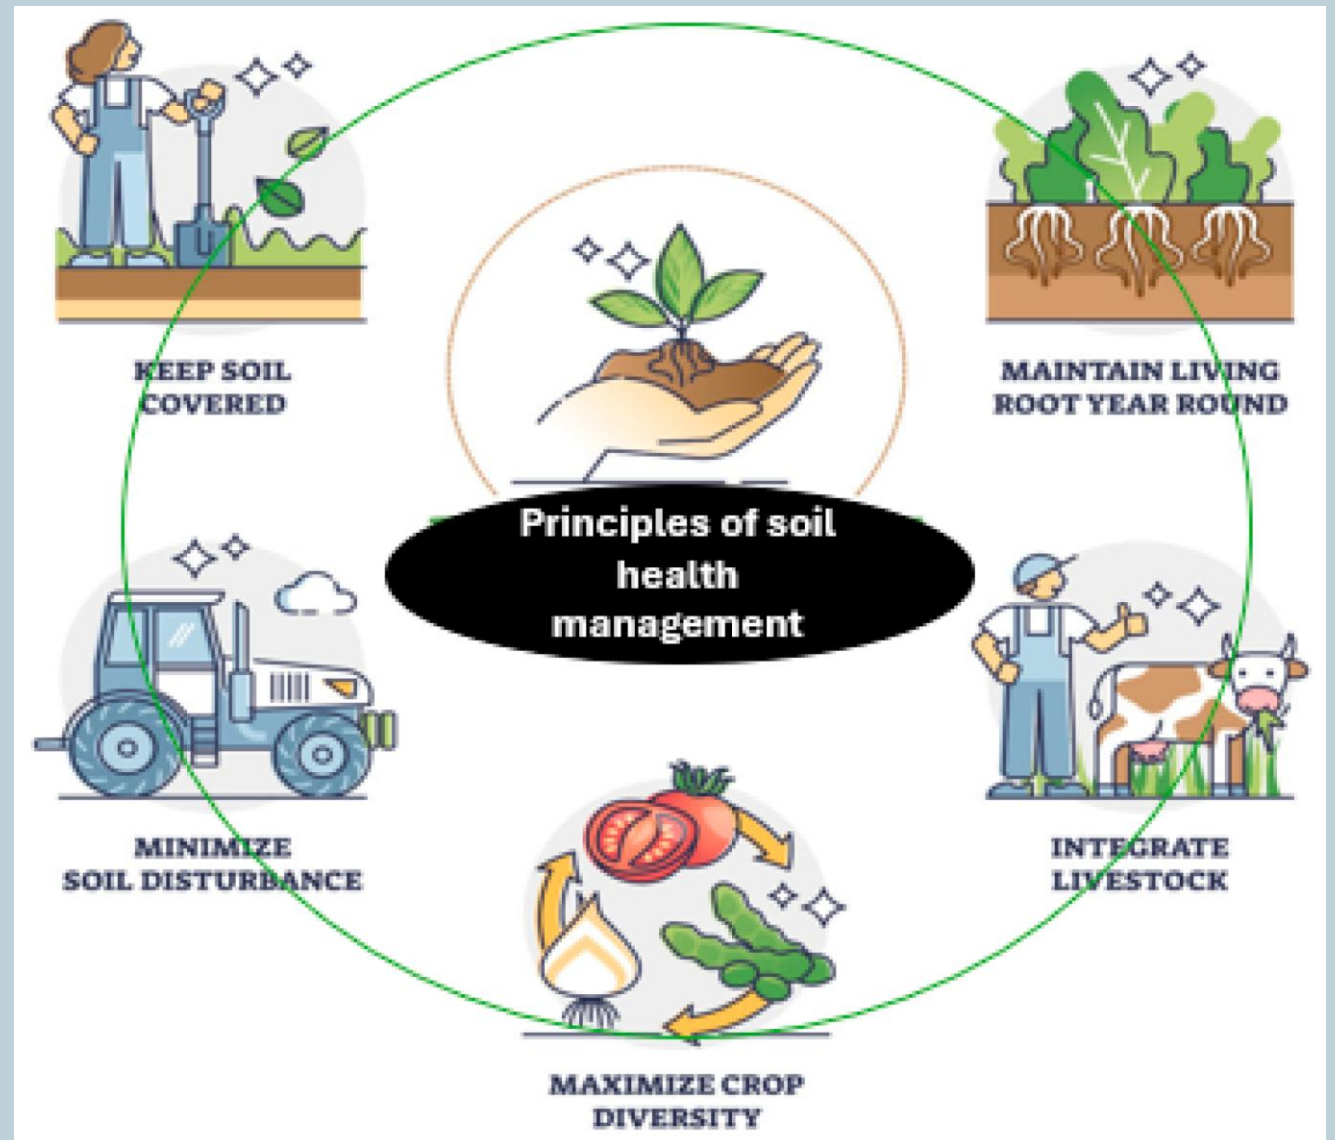 KEEP SOIL
COVERED
MAINTAIN LIVING
ROOT YEAR ROUND
Principles of soil
health
management
MINIMIZE
SOIL DISTURBANCE
INTEGRATE
LIVESTOCK
MAXIMIZE CROP
DIVERSITY